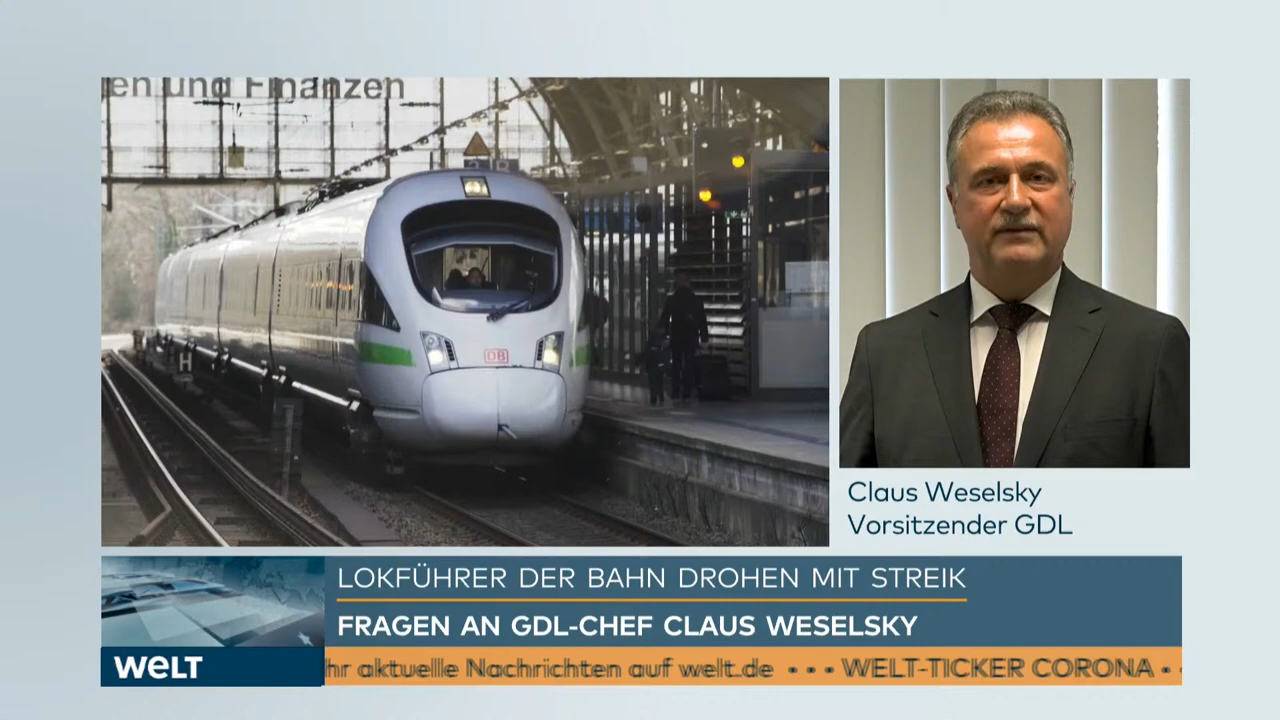 en und Finanzen
DB
H
Claus Weselsky
Vorsitzender GDL
LOKFÜHRER DER BAHN DROHEN MIT STREIK
FRAGEN AN GDL-CHEF CLAUS WESELSKY
welt
hr aktuelle Nachrichten auf welt.de • • • WELT-TICKER CORONA • •